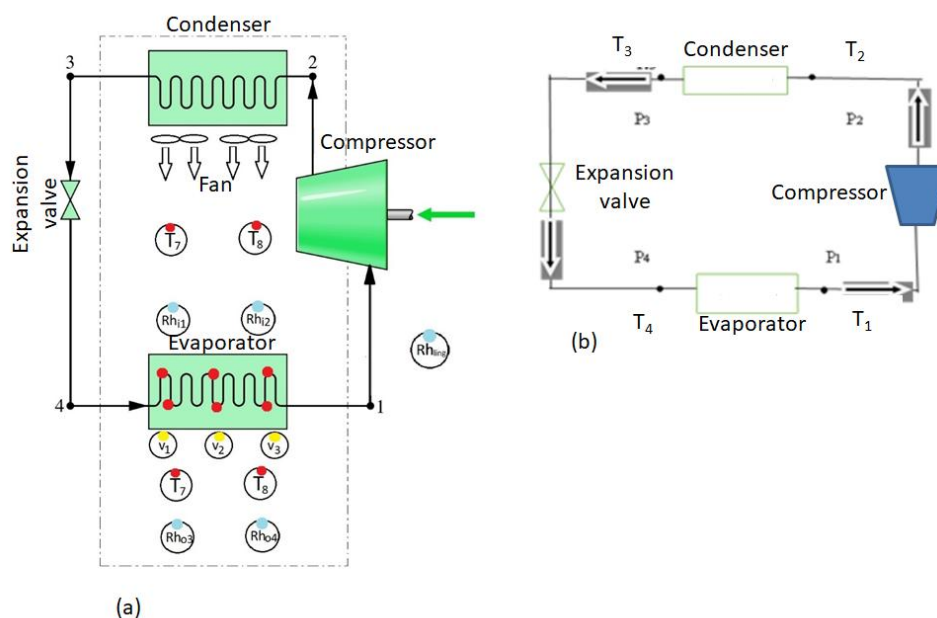 Condenser
3
2
Compressor
Fan
Expansion
valve
T7
T8
Rhi1
Rhi2
Evaporator
4
1
v1
v2
v3
T7
T8
Rho3
Rho4
(a)
T3
Condenser
T2
P3
P2
Expansion
valve
Compressor
P4
P1
T4
Evaporator
T1
(b)